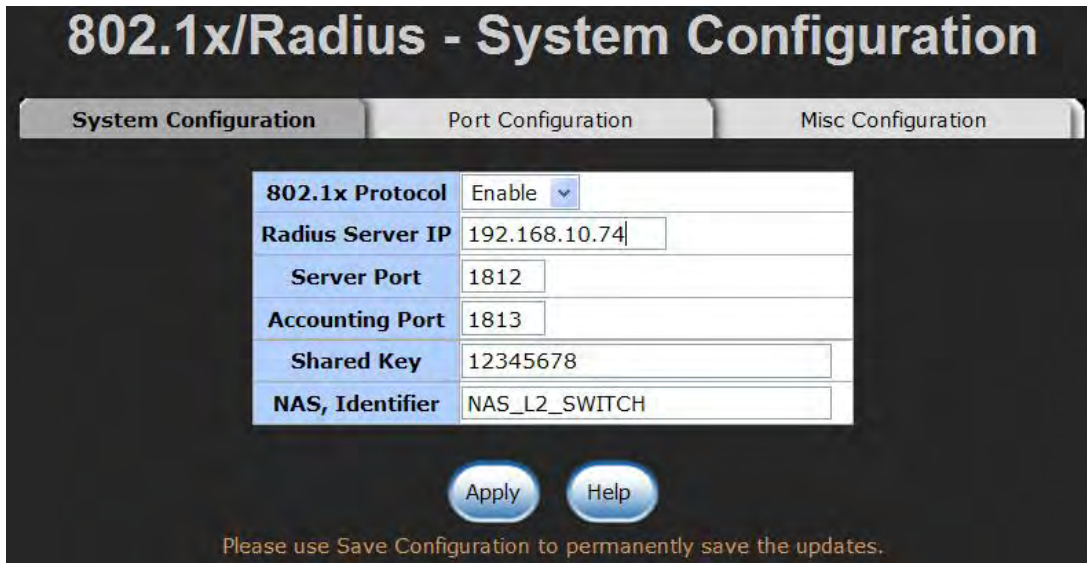 802.1x/Radius - System Configuration
System Configuration Port Configuration Misc Configuration
802.1x Protocol Enable
Radius Server IP 192.168.10.74
Server Port 1812
Accounting Port 1813
Shared Key 12345678
NAS, Identifier NAS_L2_SWITCH
Apply Help
Please use Save Configuration to permanently save the updates.